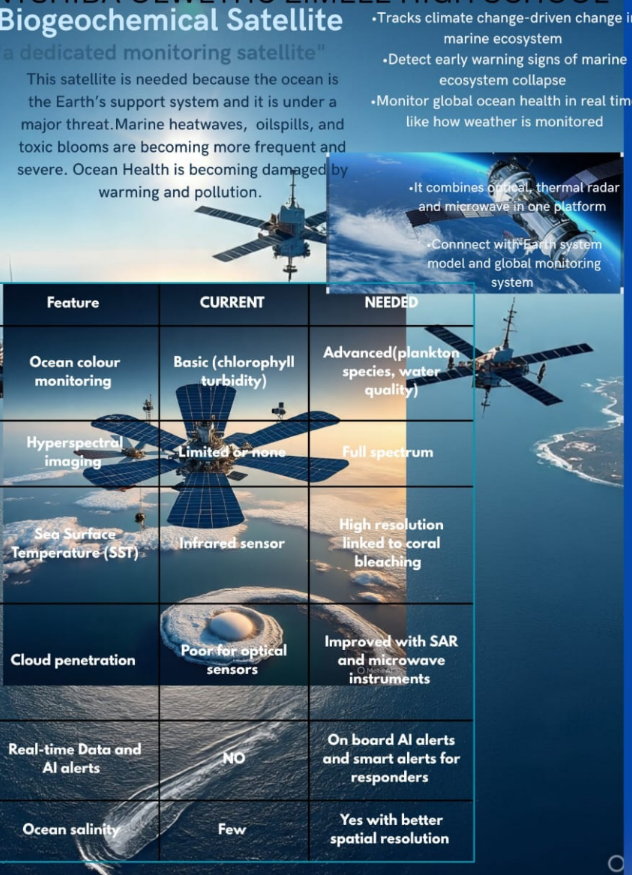 HIGH SCHOOL
Biogeochemical Satellite
a dedicated monitoring satellite"
This satellite is needed because the ocean is
the Earth's support system and it is under a
major threat.Marine heatwaves, oilspills, and
toxic blooms are becoming more frequent and
severe. Ocean Health is becoming damaged by
warming and pollution.
•Tracks climate change-driven change in
marine ecosystem
•Detect early warning signs of marine
ecosystem collapse
•Monitor global ocean health in real time
like how weather is monitored
•It combines optical, thermal radar
and microwave in one platform
•Connnect with Earth system
model and global monitoring
system
Feature CURRENT NEEDED
Ocean colour
monitoring
Basic (chlorophyll
turbidity)
Advanced(plankton
species, water
quality)
Hyperspectral
imaging
Limited or none
Full spectrum
Sea Surface
Temperature (SST)
Infrared sensor
High resolution
linked to coral
bleaching
Cloud penetration
Poor for optical
sensors
Improved with SAR
and microwave
instruments
Real-time Data and
AI alerts
NO
On board AI alerts
and smart alerts for
responders
Ocean salinity
Few
Yes with better
spatial resolution